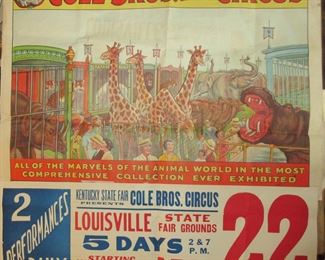 COLE BROS. CIRCUS
ALL OF THE MARVELS OF THE ANIMAL WORLD IN THE MOST
COMPREHENSIVE COLLECTION EVER EXHIBITED
2
PERFORMANCES
DAILY
KENTUCKY STATE FAIR
PRESENTS
COLE BROS. CIRCUS
LOUISVILLE STATE
FAIR GROUNDS
5 DAYS 2 & 7
P. M.
STARTING
22